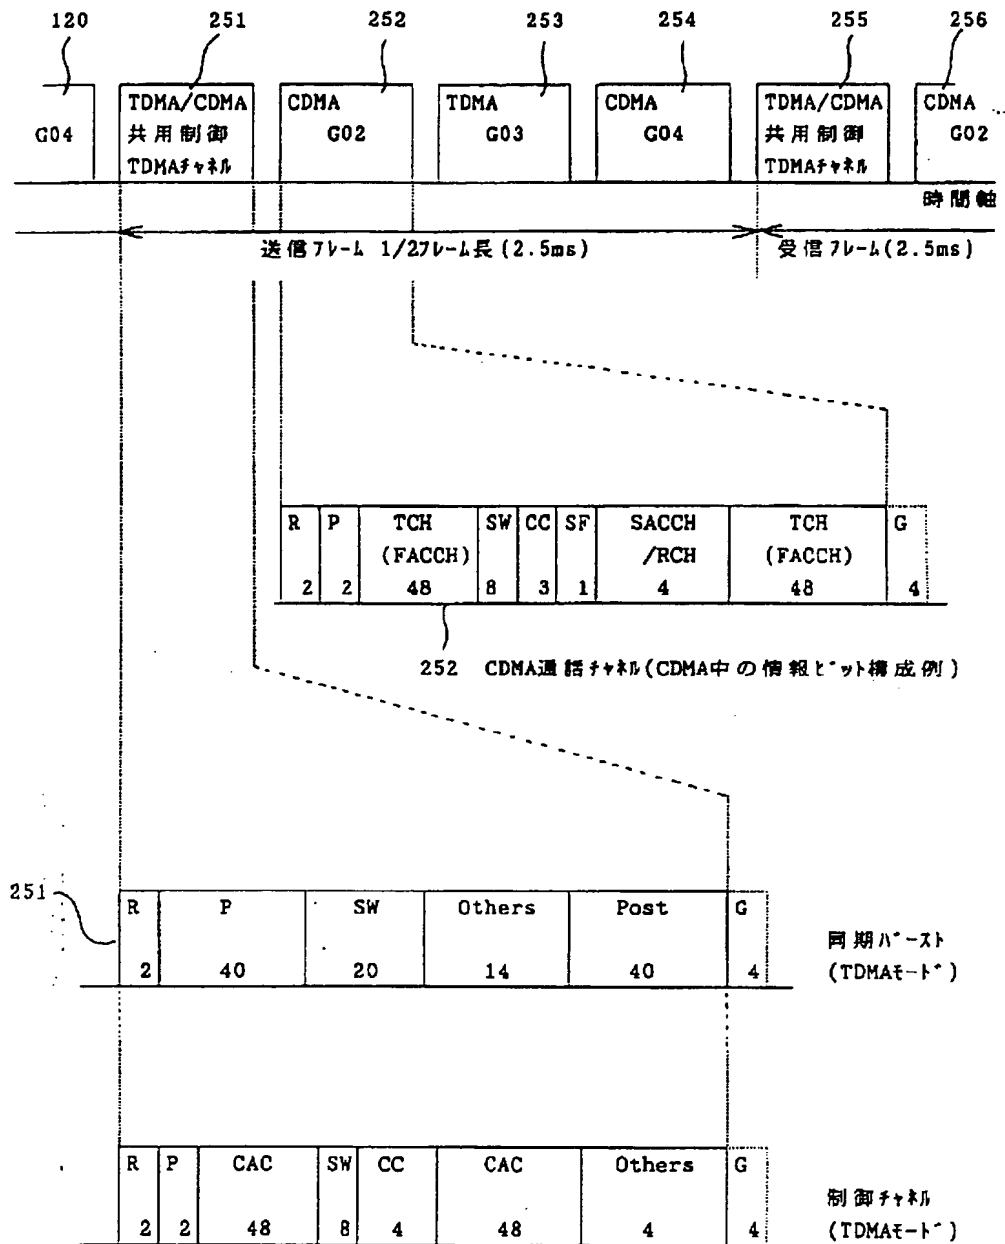 120 251 252 253 254 255 256
G04
TDMA/CDMA
共用制御
TDMAチャネル
CDMA
G02
TDMA
G03
CDMA
G04
TDMA/CDMA
共用制御
TDMAチャネル
CDMA
G02
時間軸
送信フレーム 1/2フレーム長(2.5ms)
受信フレーム(2.5ms)
R P TCH SW CC SF SACCH TCH G
(FACCH) /RCH (FACCH)
2 2 48 8 3 1 4 48 4
252 CDMA通話チャネル(CDMA中の情報ビット構成例)
251
R P SW Others Post G
2 40 20 14 40 4
同期バースト
(TDMAモード)
R P CAC SW CC CAC Others G
2 2 48 8 4 48 4 4
制御チャネル
(TDMAモード)